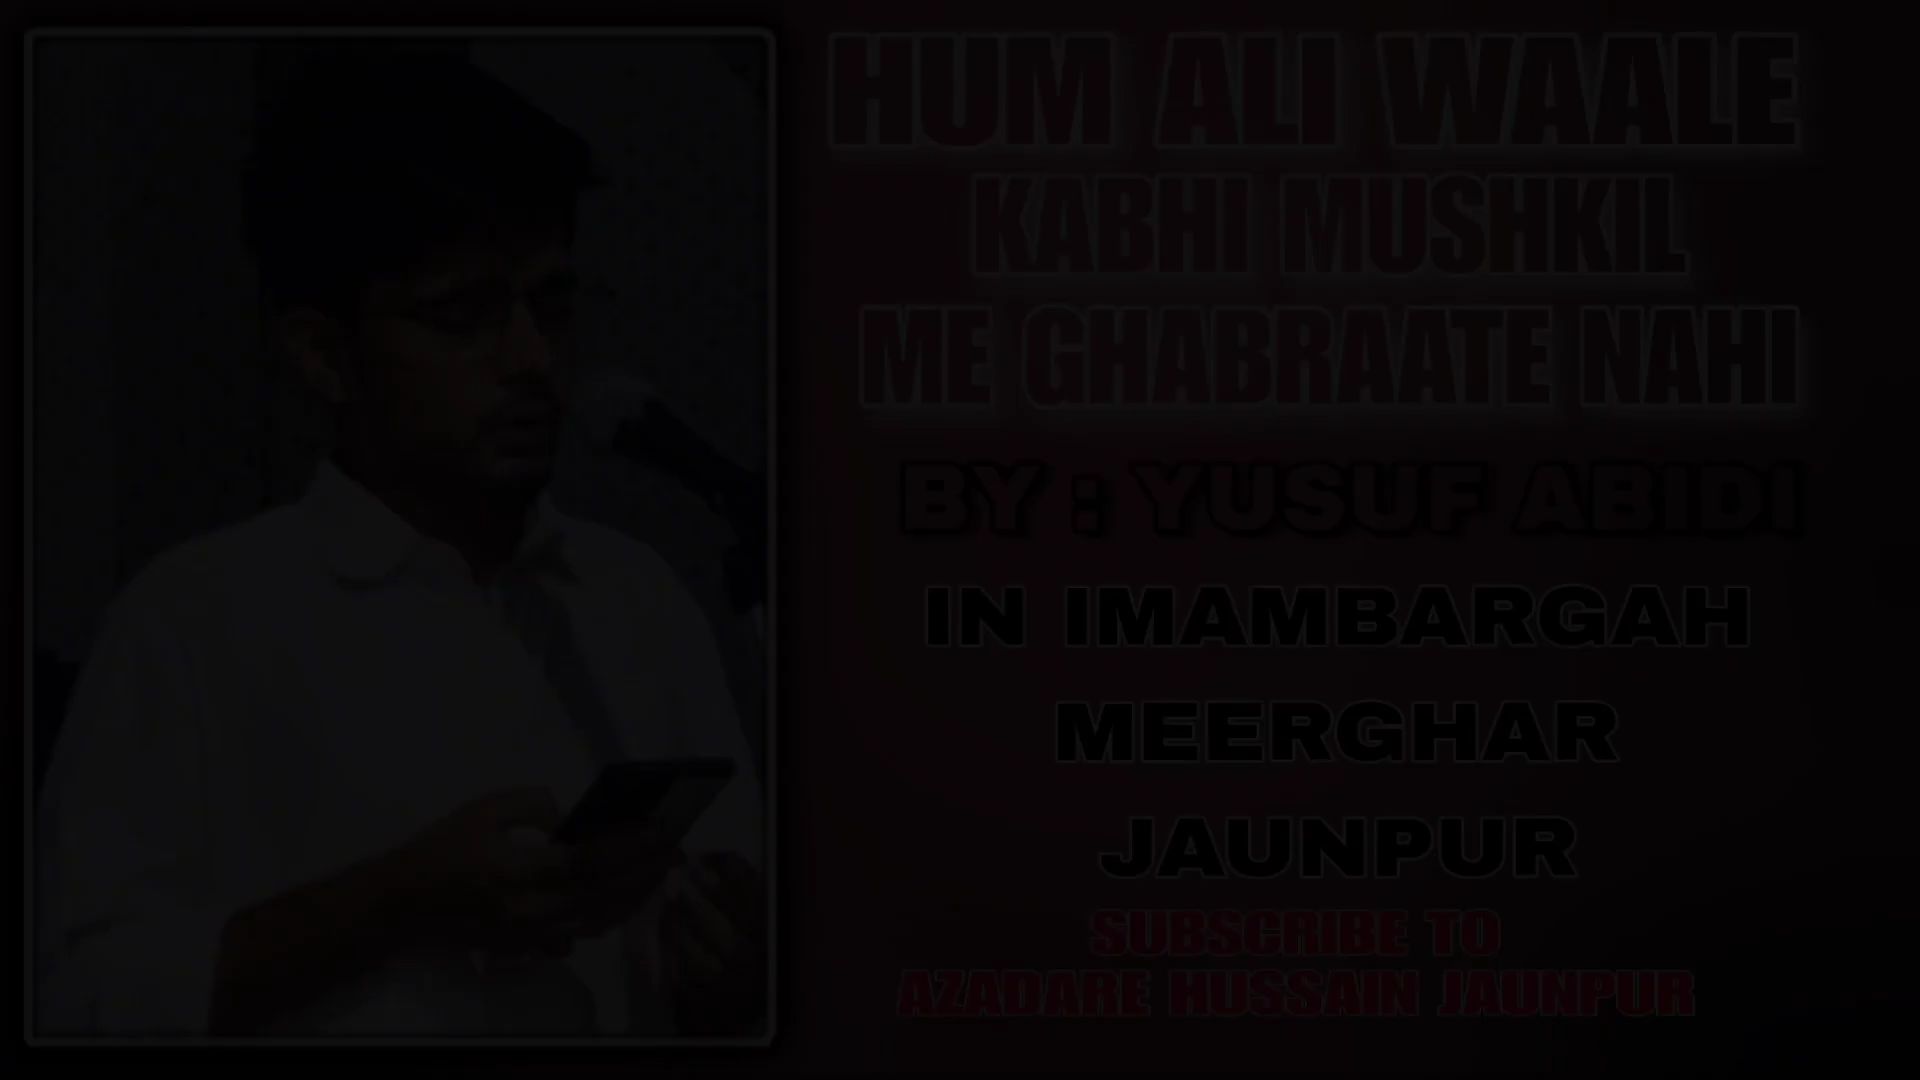 HUM ALI WAALE
KABHI MUSHKIL
ME GHABRAATE NAHI
BY : YUSUF ABIDI
IN IMAMBARGAH
MEERGHAR
JAUNPUR
SUBSCRIBE TO
AZADARE HUSSAIN JAUNPUR